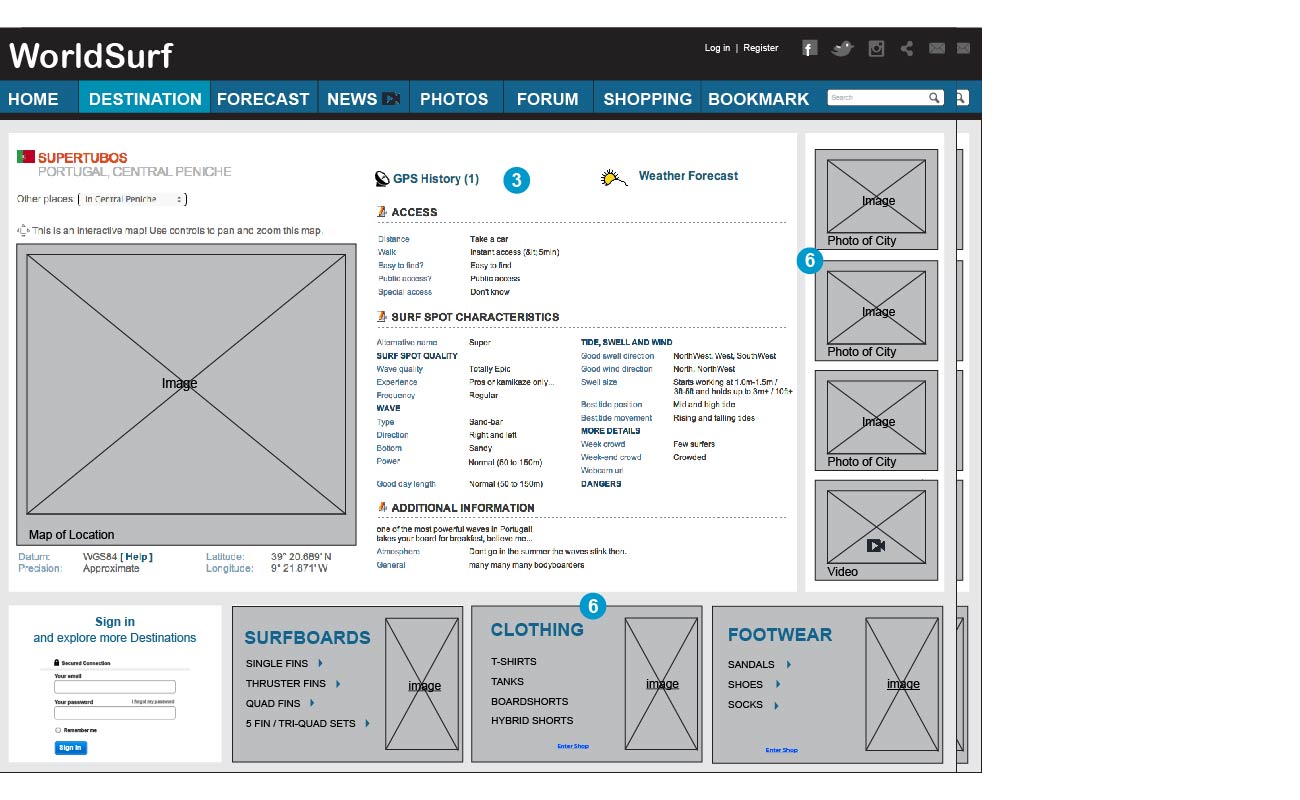 WorldSurf
Log in | Register
HOME DESTINATION FORECAST NEWS PHOTOS FORUM SHOPPING BOOKMARK Search
SUPERTUBOS
PORTUGAL, CENTRAL PENICHE
Other places: In Central Peniche
This is an interactive map! Use controls to pan and zoom this map.
Image
Map of Location
Datum: WGS84 [ Help ] Latitude: 39° 20.689' N
Precision: Approximate Longitude: 9° 21.871' W
GPS History (1) 3 Weather Forecast
ACCESS
Distance Take a car
Walk Instant access (&lt; 5min)
Easy to find? Easy to find
Public access? Public access
Special access Don't know
SURF SPOT CHARACTERISTICS
Alternative name Super
SURF SPOT QUALITY
Wave quality Totally Epic
Experience Pros or kamikaze only...
Frequency Regular
WAVE
Type Sand-bar
Direction Right and left
Bottom Sandy
Power Normal (50 to 150m)
Good day length Normal (50 to 150m)
TIDE, SWELL AND WIND
Good swell direction NorthWest, West, SouthWest
Good wind direction North, NorthWest
Swell size Starts working at 1.0m-1.5m /
3ft-5ft and holds up to 3m+ / 10ft+
Best tide position Mid and high tide
Best tide movement Rising and falling tides
MORE DETAILS
Week crowd Few surfers
Week-end crowd Crowded
Webcam url
DANGERS
ADDITIONAL INFORMATION
one of the most powerful waves in Portugal!
takes your board for breakfast, believe me...
Atmosphere Dont go in the summer the waves stink then.
General many many many bodyboarders
Image
Photo of City
6
Image
Photo of City
Image
Photo of City
Video
Sign in
and explore more Destinations
Secured Connection
Your email
Your password I forgot my password
Remember me
Sign in
SURFBOARDS
SINGLE FINS
THRUSTER FINS
QUAD FINS
5 FIN / TRI-QUAD SETS
image
6
CLOTHING
T-SHIRTS
TANKS
BOARDSHORTS
HYBRID SHORTS
Enter Shop
image
FOOTWEAR
SANDALS
SHOES
SOCKS
Enter Shop
image